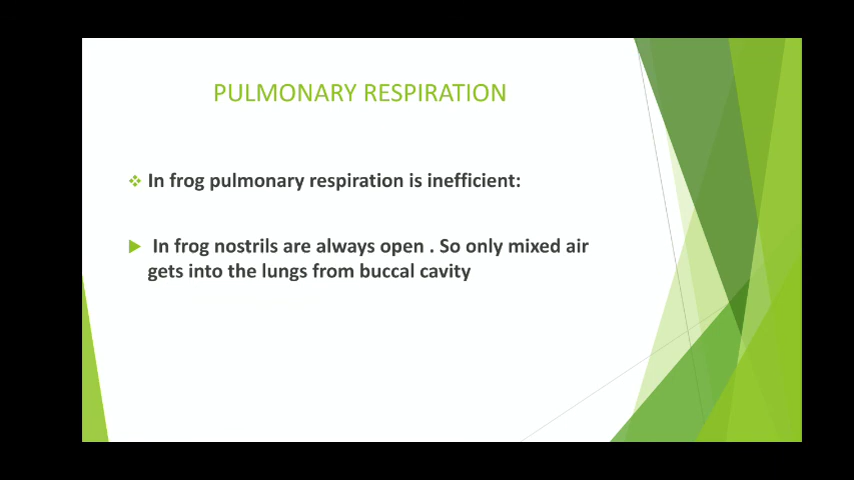 PULMONARY RESPIRATION
In frog pulmonary respiration is inefficient:
In frog nostrils are always open . So only mixed air
gets into the lungs from buccal cavity